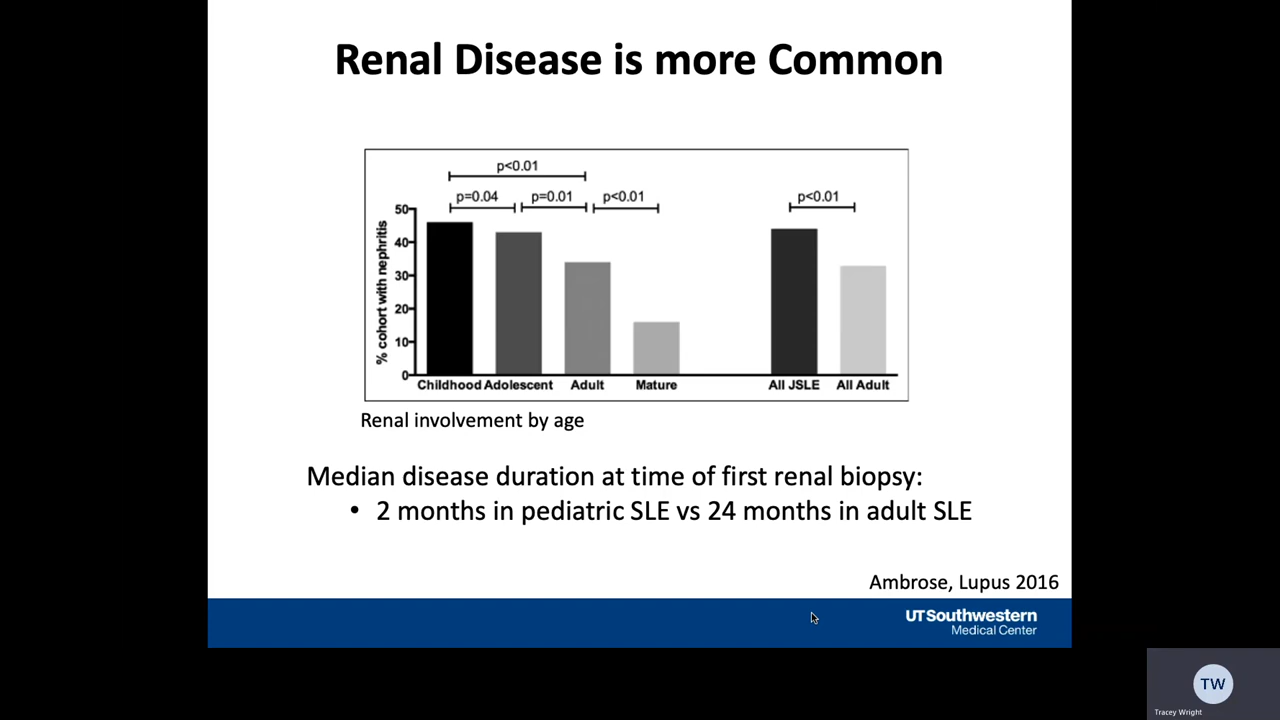 Renal Disease is more Common
p<0.01
p=0.04 p=0.01 p<0.01 p<0.01
% cohort with nephritis
50
40
30
20
10
0
Childhood Adolescent Adult Mature All JSLE All Adult
Renal involvement by age
Median disease duration at time of first renal biopsy:
• 2 months in pediatric SLE vs 24 months in adult SLE
Ambrose, Lupus 2016
UTSouthwestern
Medical Center
TW
Tracey Wright